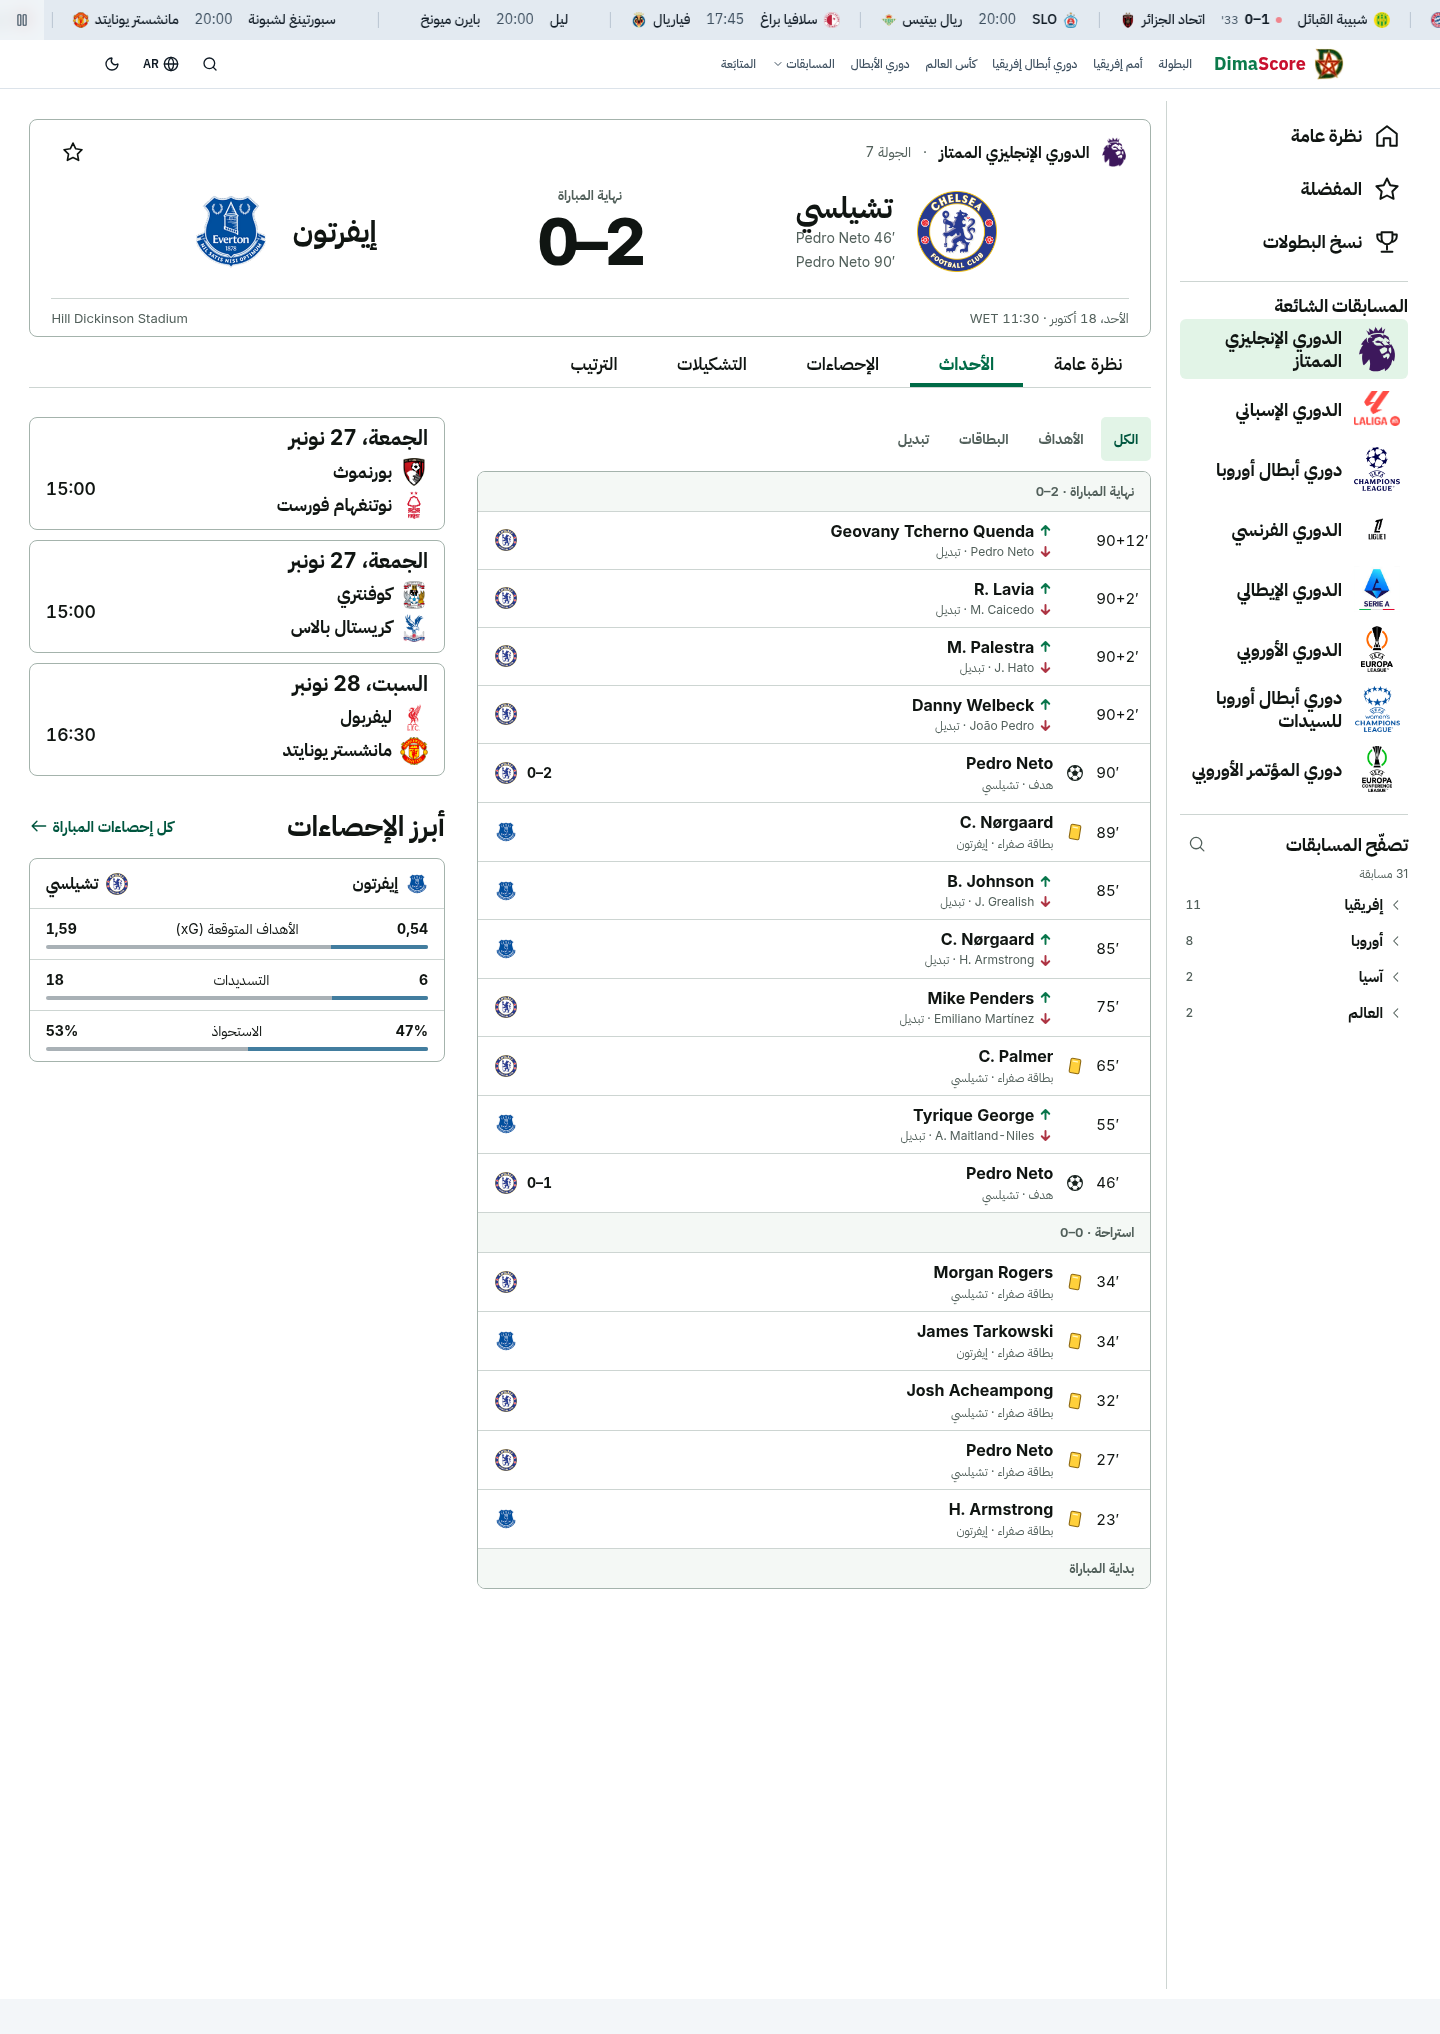 شبيبة القبائل 1–0 33' اتحاد الجزائر
SLO 20:00 ريال بيتيس
سلافيا براغ 17:45 فياريال
ليل 20:00 بايرن ميونخ
سبورتينغ لشبونة 20:00 مانشستر يونايتد
DimaScore
البطولة
أمم إفريقيا
دوري أبطال إفريقيا
كأس العالم
دوري الأبطال
المسابقات
المتابَعة
AR
نظرة عامة
المفضلة
نسخ البطولات
المسابقات الشائعة
الدوري الإنجليزي الممتاز
الدوري الإسباني
دوري أبطال أوروبا
الدوري الفرنسي
الدوري الإيطالي
الدوري الأوروبي
دوري أبطال أوروبا للسيدات
دوري المؤتمر الأوروبي
تصفّح المسابقات
31 مسابقة
إفريقيا 11
أوروبا 8
آسيا 2
العالم 2
الدوري الإنجليزي الممتاز · الجولة 7
تشيلسي
Pedro Neto 46'
Pedro Neto 90'
نهاية المباراة
0–2
إيفرتون
الأحد، 18 أكتوبر · 11:30 WET
Hill Dickinson Stadium
نظرة عامة
الأحداث
الإحصاءات
التشكيلات
الترتيب
الكل
الأهداف
البطاقات
تبديل
نهاية المباراة · 2–0
90+12' Geovany Tcherno Quenda
Pedro Neto · تبديل
90+2' R. Lavia
M. Caicedo · تبديل
90+2' M. Palestra
J. Hato · تبديل
90+2' Danny Welbeck
João Pedro · تبديل
90' Pedro Neto 0–2
هدف · تشيلسي
89' C. Nørgaard
بطاقة صفراء · إيفرتون
85' B. Johnson
J. Grealish · تبديل
85' C. Nørgaard
H. Armstrong · تبديل
75' Mike Penders
Emiliano Martínez · تبديل
65' C. Palmer
بطاقة صفراء · تشيلسي
55' Tyrique George
A. Maitland-Niles · تبديل
46' Pedro Neto 0–1
هدف · تشيلسي
استراحة · 0–0
34' Morgan Rogers
بطاقة صفراء · تشيلسي
34' James Tarkowski
بطاقة صفراء · إيفرتون
32' Josh Acheampong
بطاقة صفراء · تشيلسي
27' Pedro Neto
بطاقة صفراء · تشيلسي
23' H. Armstrong
بطاقة صفراء · إيفرتون
بداية المباراة
الجمعة، 27 نونبر
بورنموث
15:00
نوتنغهام فورست
الجمعة، 27 نونبر
كوفنتري
15:00
كريستال بالاس
السبت، 28 نونبر
ليفربول
16:30
مانشستر يونايتد
أبرز الإحصاءات
كل إحصاءات المباراة
إيفرتون تشيلسي
0,54 الأهداف المتوقعة (xG) 1,59
6 التسديدات 18
47% الاستحواذ 53%